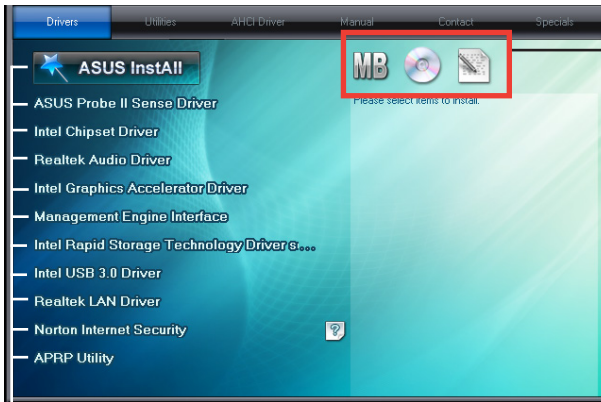 Drivers Utilities AHCI Driver Manual Contact Specials
ASUS InstAll
MB
Please select items to install.
ASUS Probe II Sense Driver
Intel Chipset Driver
Realtek Audio Driver
Intel Graphics Accelerator Driver
Management Engine Interface
Intel Rapid Storage Technology Driver s...
Intel USB 3.0 Driver
Realtek LAN Driver
Norton Internet Security
?
APRP Utility